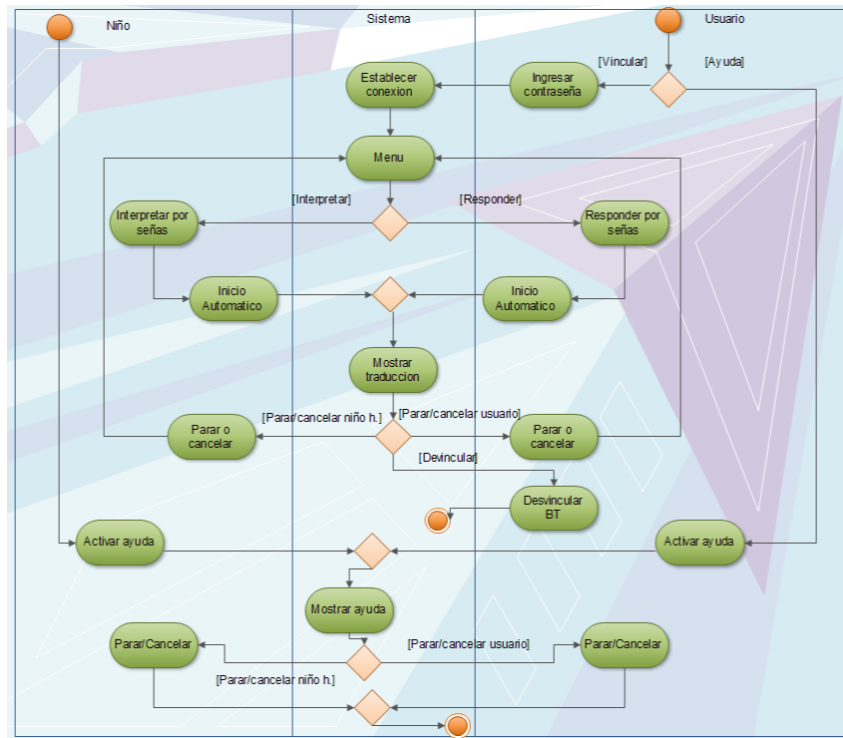 Niño
Sistema
Usuario
[Vincular]
[Ayuda]
Establecer
conexion
Ingresar
contraseña
Menu
[Interpretar]
[Responder]
Interpretar por
señas
Responder por
señas
Inicio
Automatico
Inicio
Automatico
Mostrar
traduccion
[Parar/cancelar niño h.]
[Parar/cancelar usuario]
Parar o
cancelar
Parar o
cancelar
[Devincular]
Desvincular
BT
Activar ayuda
Activar ayuda
Mostrar ayuda
Parar/Cancelar
[Parar/cancelar usuario]
Parar/Cancelar
[Parar/cancelar niño h.]